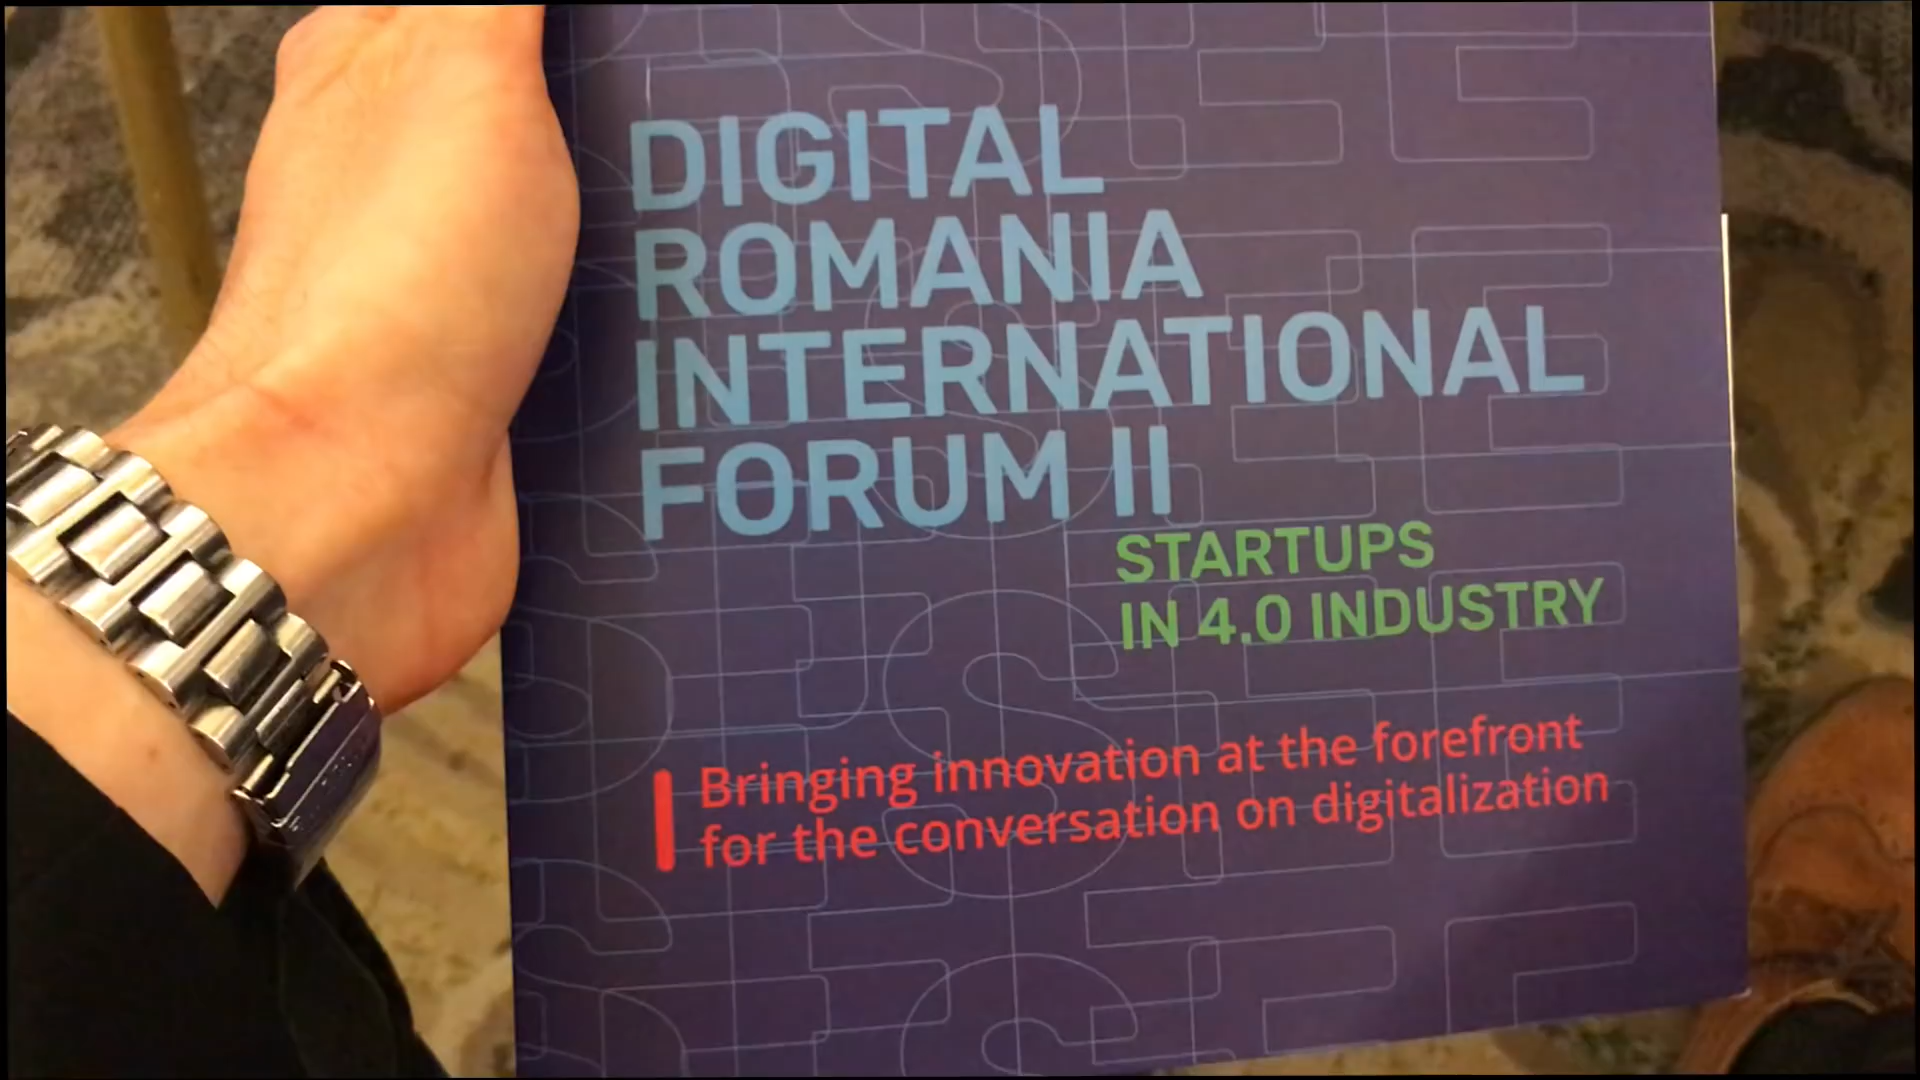 DIGITAL
ROMANIA
INTERNATIONAL
FORUM II
STARTUPS
IN 4.0 INDUSTRY
Bringing innovation at the forefront
for the conversation on digitalization